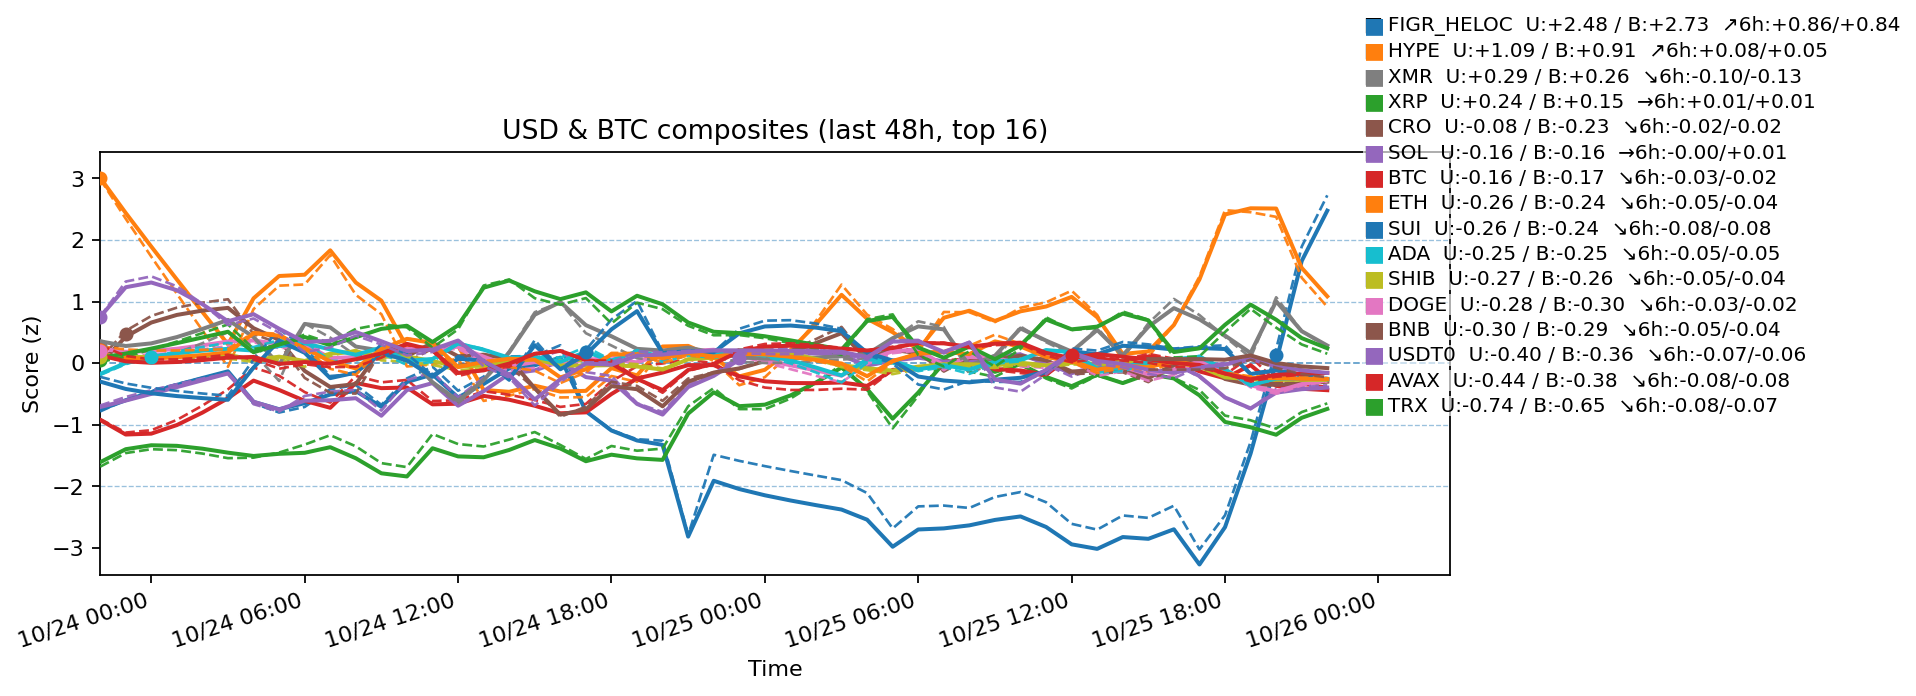 FIGR_HELOC  U:+2.48 / B:+2.73  ↗6h:+0.86/+0.84
HYPE  U:+1.09 / B:+0.91  ↗6h:+0.08/+0.05
XMR  U:+0.29 / B:+0.26  ↘6h:-0.10/-0.13
XRP  U:+0.24 / B:+0.15  →6h:+0.01/+0.01
CRO  U:-0.08 / B:-0.23  ↘6h:-0.02/-0.02
SOL  U:-0.16 / B:-0.16  →6h:-0.00/+0.01
BTC  U:-0.16 / B:-0.17  ↘6h:-0.03/-0.02
ETH  U:-0.26 / B:-0.24  ↘6h:-0.05/-0.04
SUI  U:-0.26 / B:-0.24  ↘6h:-0.08/-0.08
ADA  U:-0.25 / B:-0.25  ↘6h:-0.05/-0.05
SHIB  U:-0.27 / B:-0.26  ↘6h:-0.05/-0.04
DOGE  U:-0.28 / B:-0.30  ↘6h:-0.03/-0.02
BNB  U:-0.30 / B:-0.29  ↘6h:-0.05/-0.04
USDT0  U:-0.40 / B:-0.36  ↘6h:-0.07/-0.06
AVAX  U:-0.44 / B:-0.38  ↘6h:-0.08/-0.08
TRX  U:-0.74 / B:-0.65  ↘6h:-0.08/-0.07
USD & BTC composites (last 48h, top 16)
Score (z)
3
2
1
0
−1
−2
−3
10/24 00:00
10/24 06:00
10/24 12:00
10/24 18:00
10/25 00:00
10/25 06:00
10/25 12:00
10/25 18:00
10/26 00:00
Time